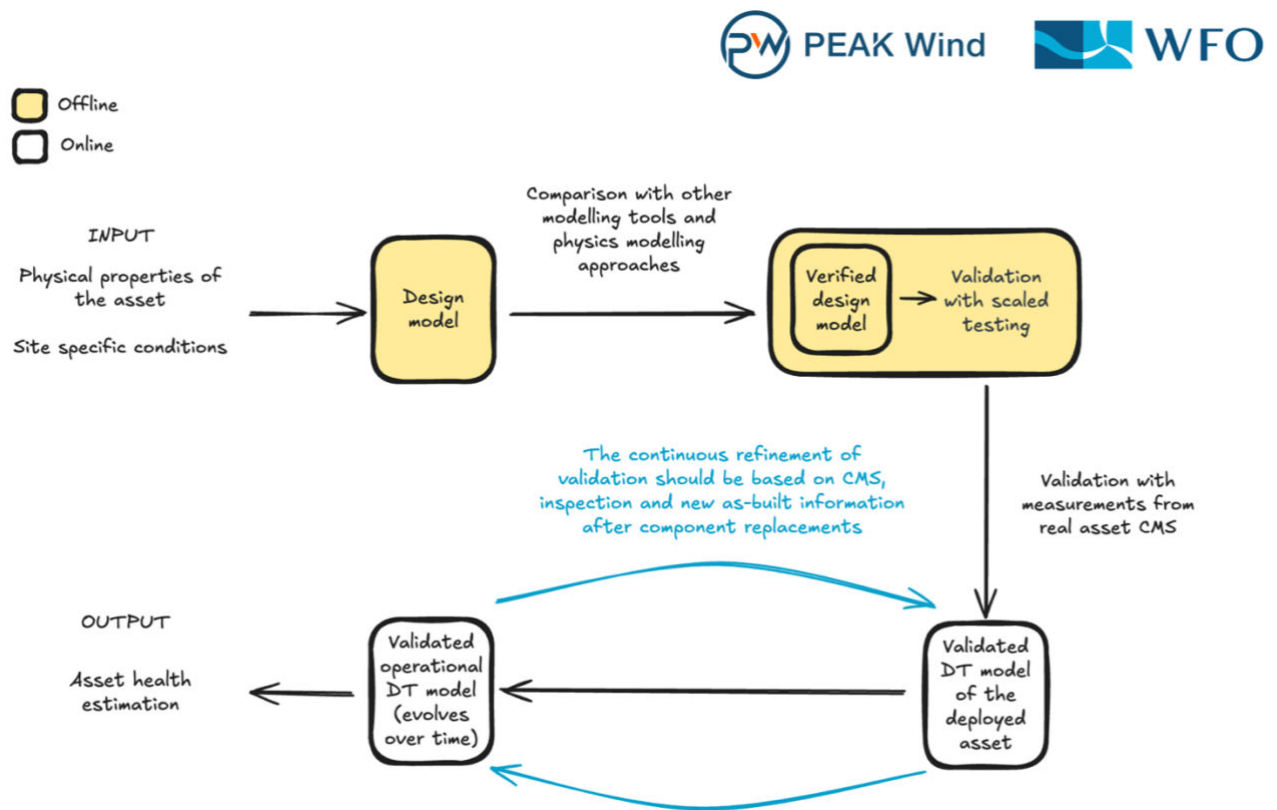 PW PEAK Wind
WFO
Offline
Online
INPUT
Physical properties of
the asset
Site specific conditions
Design
model
Comparison with other
modelling tools and
physics modelling
approaches
Verified
design
model
Validation
with scaled
testing
The continuous refinement of
validation should be based on CMS,
inspection and new as-built information
after component replacements
Validation with
measurements from
real asset CMS
OUTPUT
Asset health
estimation
Validated
operational
DT model
(evolves
over time)
Validated
DT model
of the
deployed
asset